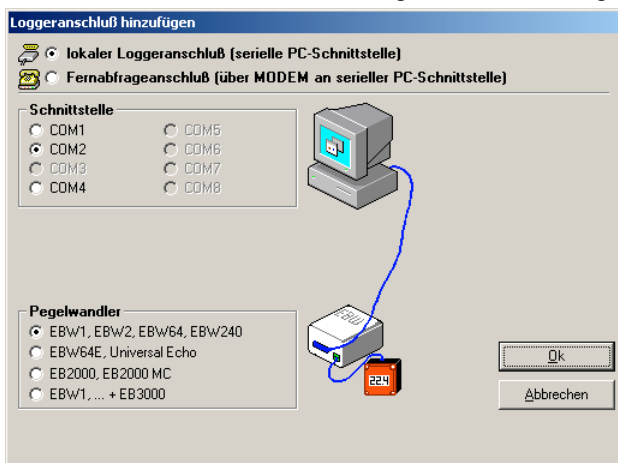 Loggeranschluß hinzufügen
lokaler Loggeranschluß (serielle PC-Schnittstelle)
Fernabfrageanschluß (über MODEM an serieller PC-Schnittstelle)
Schnittstelle
COM1 COM5
COM2 COM6
COM3 COM7
COM4 COM8
Pegelwandler
EBW1, EBW2, EBW64, EBW240
EBW64E, Universal Echo
EB2000, EB2000 MC
EBW1, ... + EB3000
EBW
22.4
Ok
Abbrechen